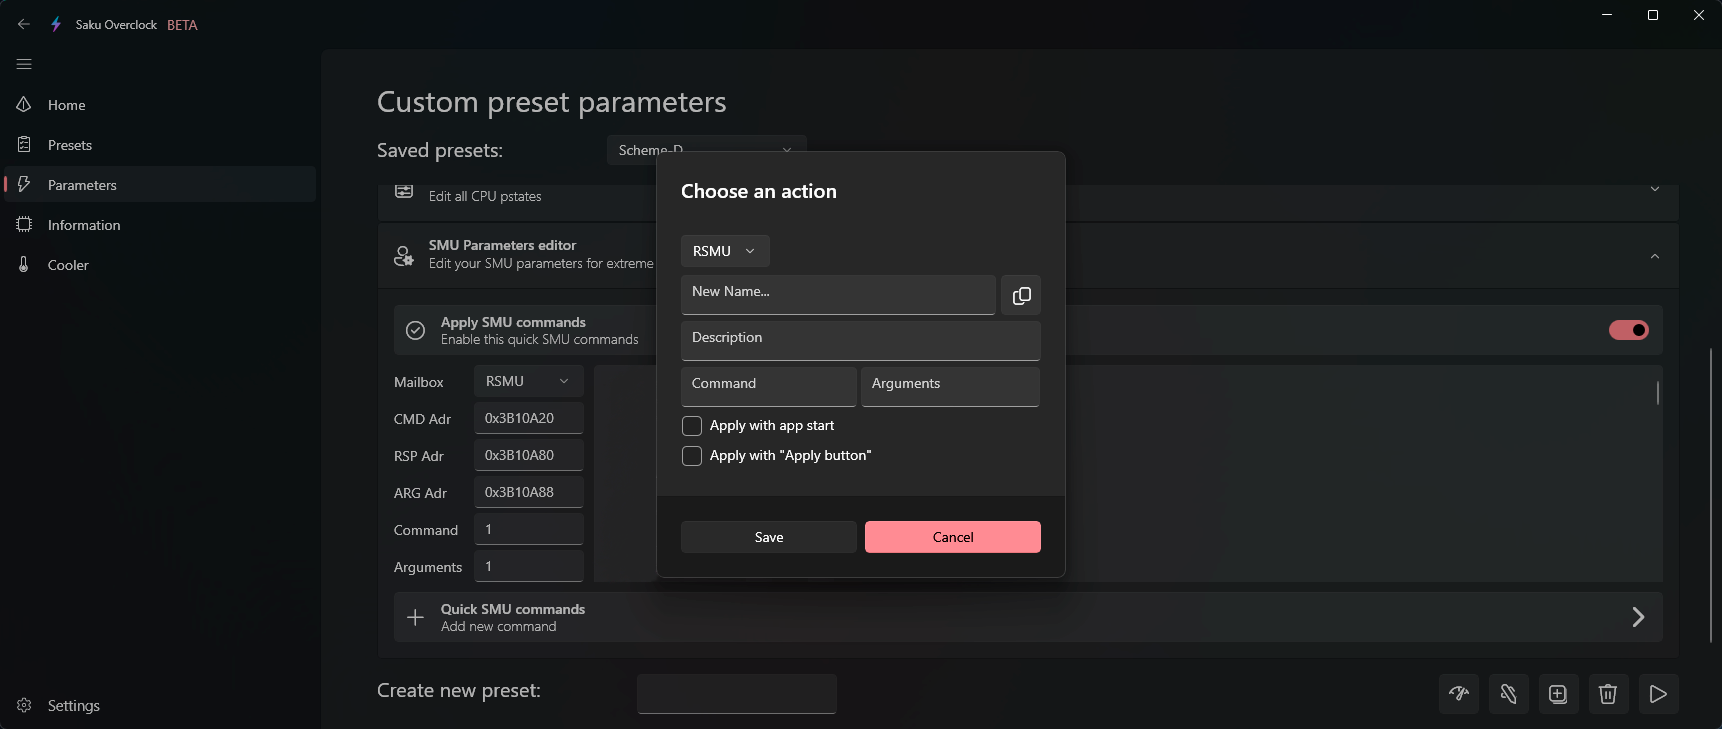 Saku Overclock BETA
Home
Presets
Parameters
Information
Cooler
Settings
Custom preset parameters
Saved presets:
Scheme-D
Edit all CPU pstates
SMU Parameters editor
Edit your SMU parameters for extreme
Apply SMU commands
Enable this quick SMU commands
Mailbox
RSMU
CMD Adr
0x3B10A20
RSP Adr
0x3B10A80
ARG Adr
0x3B10A88
Command
1
Arguments
1
Quick SMU commands
Add new command
Create new preset:
Choose an action
RSMU
New Name...
Description
Command
Arguments
Apply with app start
Apply with "Apply button"
Save
Cancel